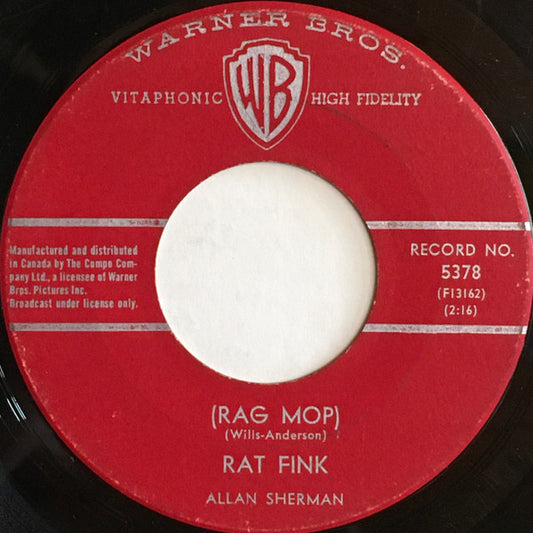 WARNER BROS.
WB
VITAPHONIC HIGH FIDELITY
Manufactured and distributed
in Canada by The Compo Com-
pany Ltd., a licensee of Warner
Bros. Pictures Inc.
Broadcast under license only.
RECORD NO.
5378
(F13162)
(2:16)
(RAG MOP)
(Wills-Anderson)
RAT FINK
ALLAN SHERMAN